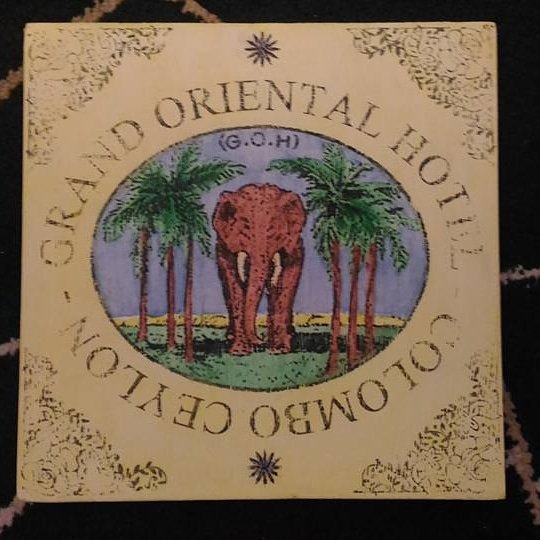 GRAND ORIENTAL HOTEL -
(G.O.H)
COLOMBO CEYLON -